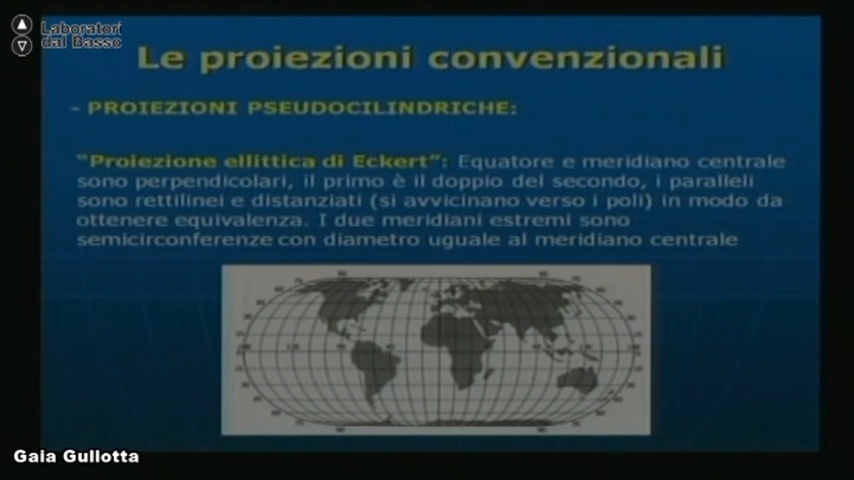 Laboratori
dal Basso
Le proiezioni convenzionali
- PROIEZIONI PSEUDOCILINDRICHE:
“Proiezione ellittica di Eckert”: Equatore e meridiano centrale
sono perpendicolari, il primo è il doppio del secondo, i paralleli
sono rettilinei e distanziati (si avvicinano verso i poli) in modo da
ottenere equivalenza. I due meridiani estremi sono
semicirconferenze con diametro uguale al meridiano centrale
Gaia Gullotta